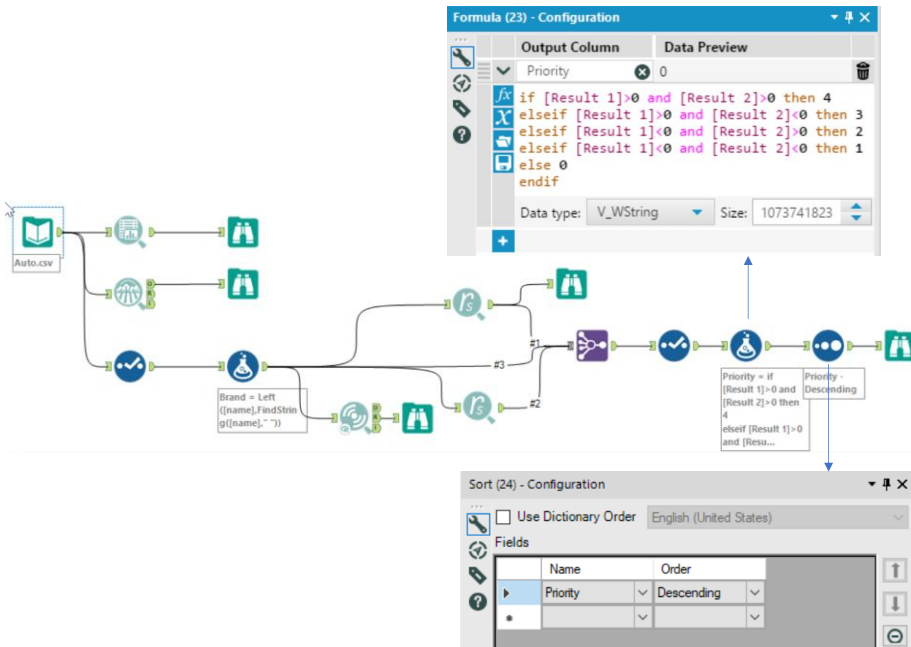 Formula (23) - Configuration
Output Column Data Preview
Priority 0
if [Result 1]>0 and [Result 2]>0 then 4
elseif [Result 1]>0 and [Result 2]<0 then 3
elseif [Result 1]<0 and [Result 2]>0 then 2
elseif [Result 1]<0 and [Result 2]<0 then 1
else 0
endif
Data type: V_WString Size: 1073741823
Auto.csv
#1
#3
#2
Brand = Left
([name],FindStrin
g([name]," "))
Priority = if
[Result 1]>0 and
[Result 2]>0 then
4
elseif [Result 1]>0
and [Resu...
Priority -
Descending
Sort (24) - Configuration
Use Dictionary Order English (United States)
Fields
Name Order
Priority Descending